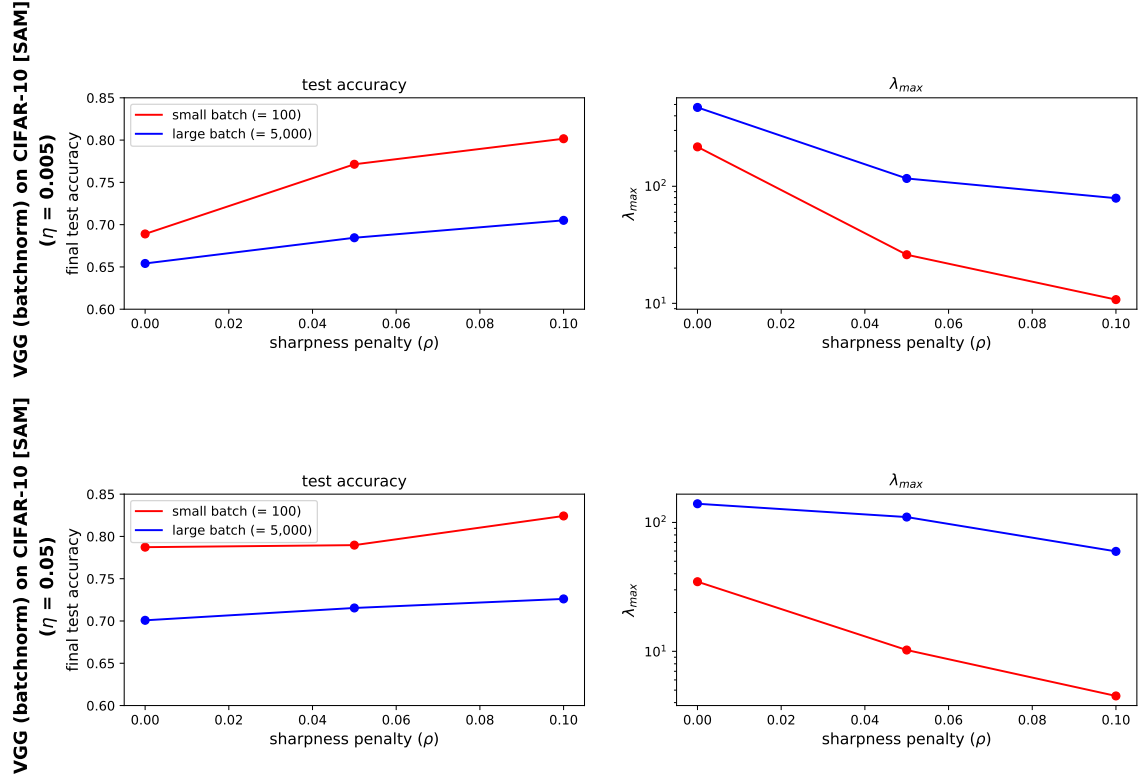 VGG (batchnorm) on CIFAR-10 [SAM]
(η = 0.005)
test accuracy
final test accuracy
0.85
0.80
0.75
0.70
0.65
0.60
small batch (= 100)
large batch (= 5,000)
0.00 0.02 0.04 0.06 0.08 0.10
sharpness penalty (ρ)
λmax
λmax
10²
10¹
0.00 0.02 0.04 0.06 0.08 0.10
sharpness penalty (ρ)
VGG (batchnorm) on CIFAR-10 [SAM]
(η = 0.05)
test accuracy
final test accuracy
0.85
0.80
0.75
0.70
0.65
0.60
small batch (= 100)
large batch (= 5,000)
0.00 0.02 0.04 0.06 0.08 0.10
sharpness penalty (ρ)
λmax
λmax
10²
10¹
0.00 0.02 0.04 0.06 0.08 0.10
sharpness penalty (ρ)